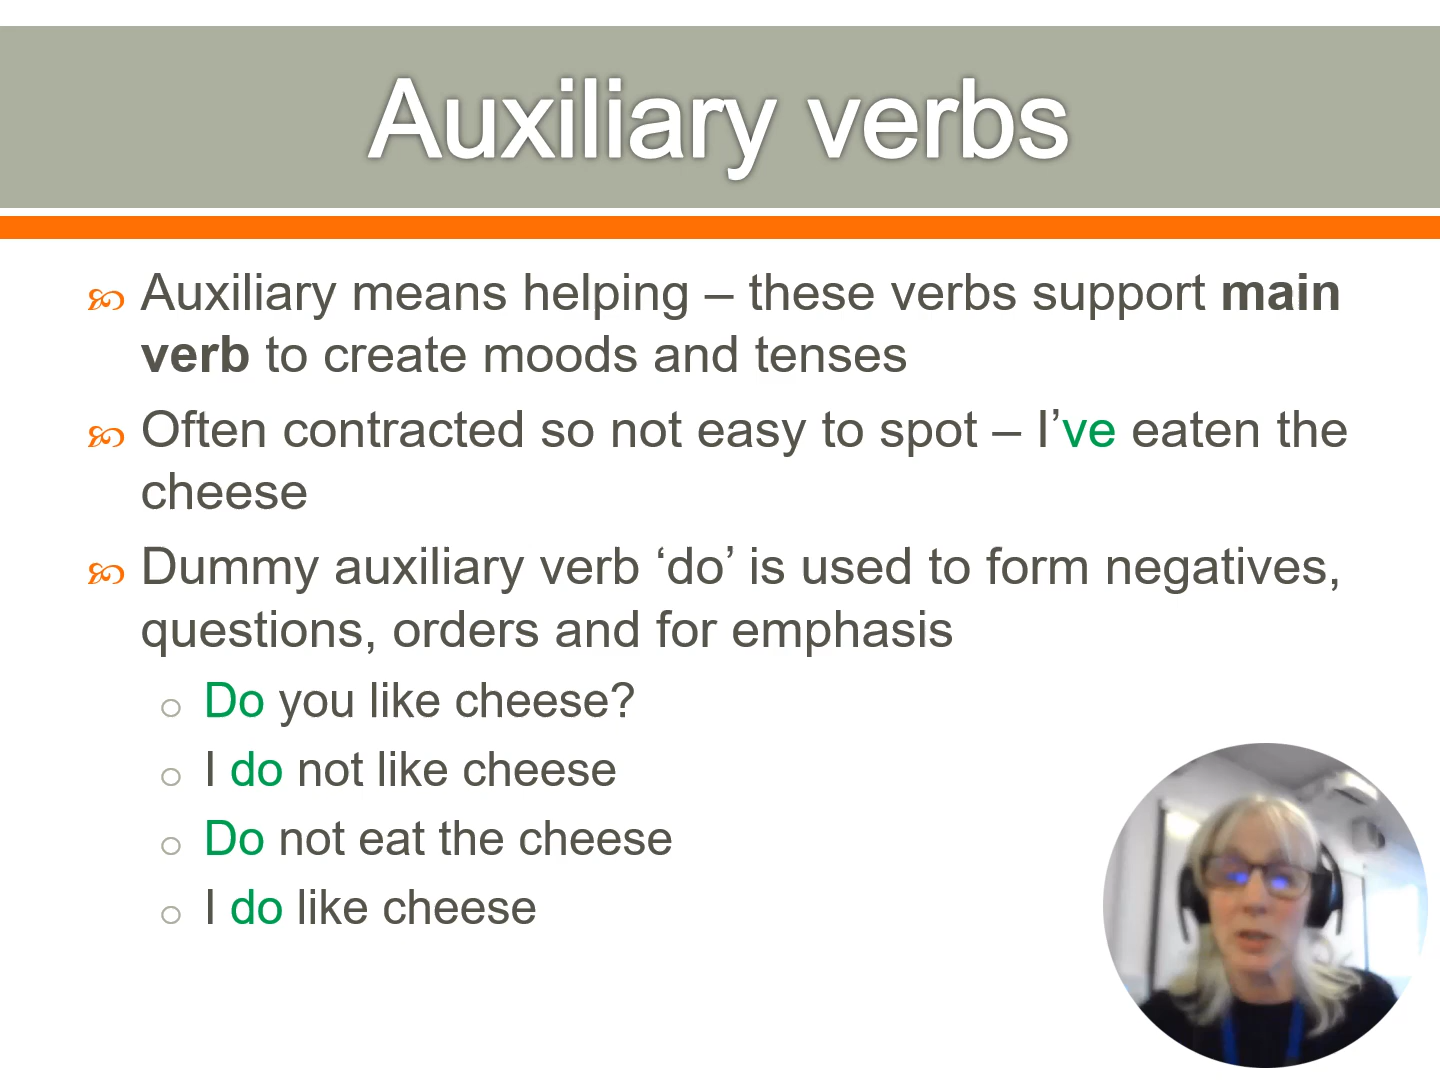 Auxiliary verbs
Auxiliary means helping – these verbs support main
verb to create moods and tenses
Often contracted so not easy to spot – I’ve eaten the
cheese
Dummy auxiliary verb ‘do’ is used to form negatives,
questions, orders and for emphasis
Do you like cheese?
I do not like cheese
Do not eat the cheese
I do like cheese